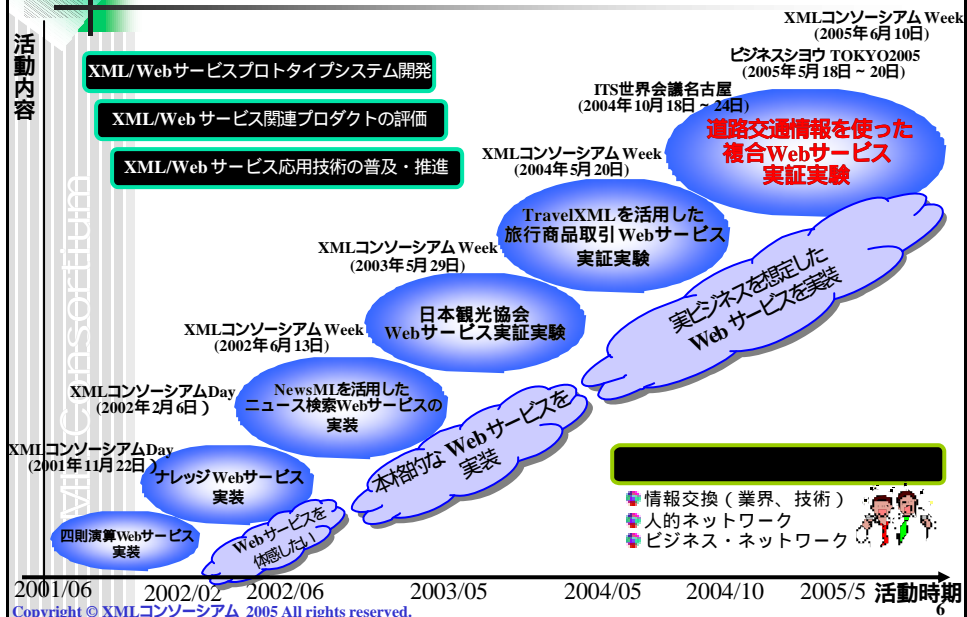 活動内容
XML/Webサービスプロトタイプシステム開発
XML/Web サービス関連プロダクトの評価
XML/Web サービス応用技術の普及・推進
XMLコンソーシアム Week
(2005年6月10日)
ビジネスシヨウ TOKYO2005
(2005年5月18日~20日)
ITS世界会議名古屋
(2004年10月18日~24日)
道路交通情報を使った
複合Webサービス
実証実験
XMLコンソーシアム Week
(2004年5月20日)
TravelXMLを活用した
旅行商品取引 Webサービス
実証実験
XMLコンソーシアム Week
(2003年5月29日)
日本観光協会
Webサービス実証実験
実ビジネスを想定した
Web サービスを実装
XMLコンソーシアム Week
(2002年6月13日)
NewsMLを活用した
ニュース検索Webサービスの
実装
XMLコンソーシアムDay
(2002年2月6日)
本格的な Web サービスを
実装
XMLコンソーシアムDay
(2001年11月22日)
ナレッジWebサービス
実装
四則演算Webサービス
実装
Webサービスを
体感したい
情報交換(業界、技術)
人的ネットワーク
ビジネス・ネットワーク
2001/06
2002/02
2002/06
2003/05
2004/05
2004/10
2005/5
活動時期
Copyright © XMLコンソーシアム 2005 All rights reserved.
6